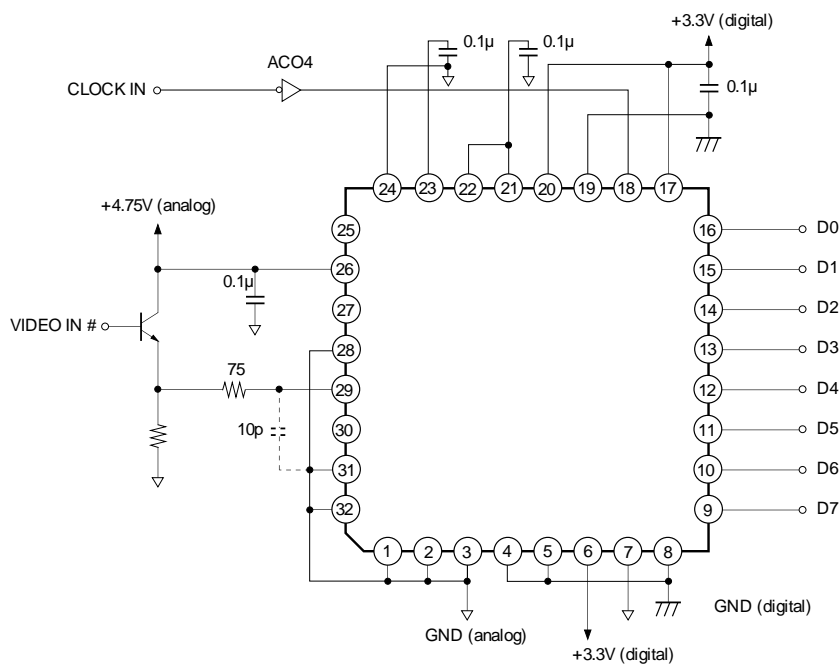 +3.3V (digital)
0.1µ
0.1µ
ACO4
CLOCK IN
0.1µ
24 23 22 21 20 19 18 17
+4.75V (analog)
25
16 D0
26
15 D1
0.1µ
27
14 D2
VIDEO IN #
28
13 D3
75
29
12 D4
10p
30
11 D5
31
10 D6
32
9 D7
1 2 3 4 5 6 7 8
GND (digital)
GND (analog)
+3.3V (digital)